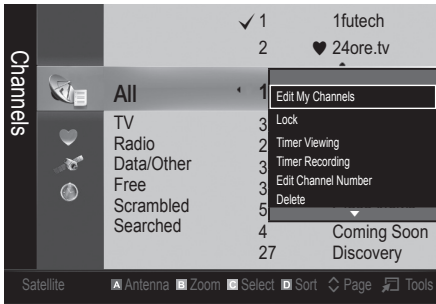 Channels
✓ 1 1futech
2 ♥ 24ore.tv
All
1
TV 3
Radio 2
Data/Other 3
Free 3
Scrambled 5
Searched 4 Coming Soon
27 Discovery
Edit My Channels
Lock
Timer Viewing
Timer Recording
Edit Channel Number
Delete
Satellite A Antenna B Zoom C Select D Sort Page Tools